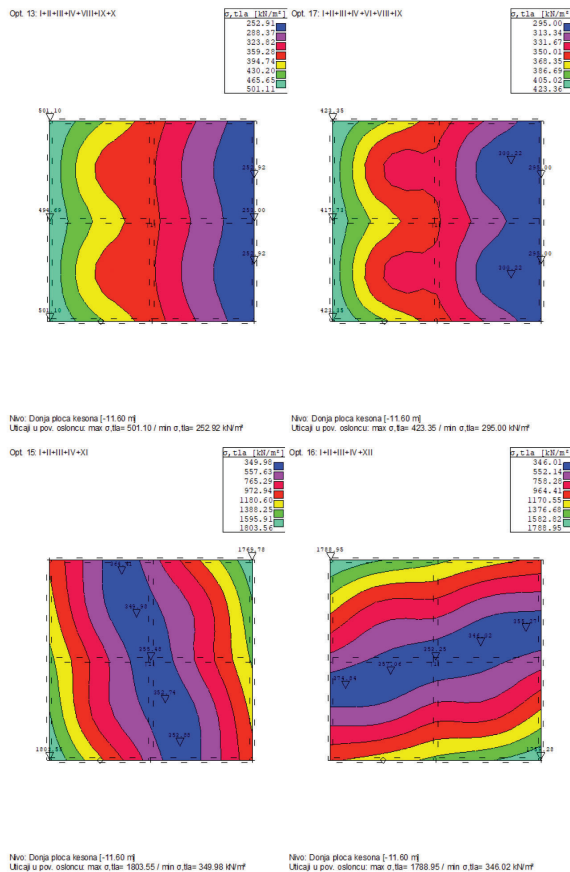 Opt. 13: I+II+III+IV+VIII+IX+X
σ,tla [kN/m²]
252.91
288.37
323.82
359.28
394.74
430.20
465.65
501.11
501.10
252.92
252.92
501.10
Nivo: Donja ploca kesona [-11.60 m]
Uticaji u pov. osloncu: max σ,tla= 501.10 / min σ,tla= 252.92 kN/m²
Opt. 17: I+II+III+IV+VI+VIII+IX
σ,tla [kN/m²]
295.00
313.34
331.67
350.01
368.35
386.69
405.02
423.36
423.35
295.00
417.72
295.00
423.35
Nivo: Donja ploca kesona [-11.60 m]
Uticaji u pov. osloncu: max σ,tla= 423.35 / min σ,tla= 295.00 kN/m²
Opt. 15: I+II+III+IV+XI
σ,tla [kN/m²]
349.98
557.63
765.29
972.94
1180.60
1388.25
1595.91
1803.56
Nivo: Donja ploca kesona [-11.60 m]
Uticaji u pov. osloncu: max σ,tla= 1803.55 / min σ,tla= 349.98 kN/m²
Opt. 16: I+II+III+IV+XII
σ,tla [kN/m²]
346.01
552.14
758.28
964.41
1170.55
1376.68
1582.82
1788.95
1788.95
Nivo: Donja ploca kesona [-11.60 m]
Uticaji u pov. osloncu: max σ,tla= 1788.95 / min σ,tla= 346.02 kN/m²